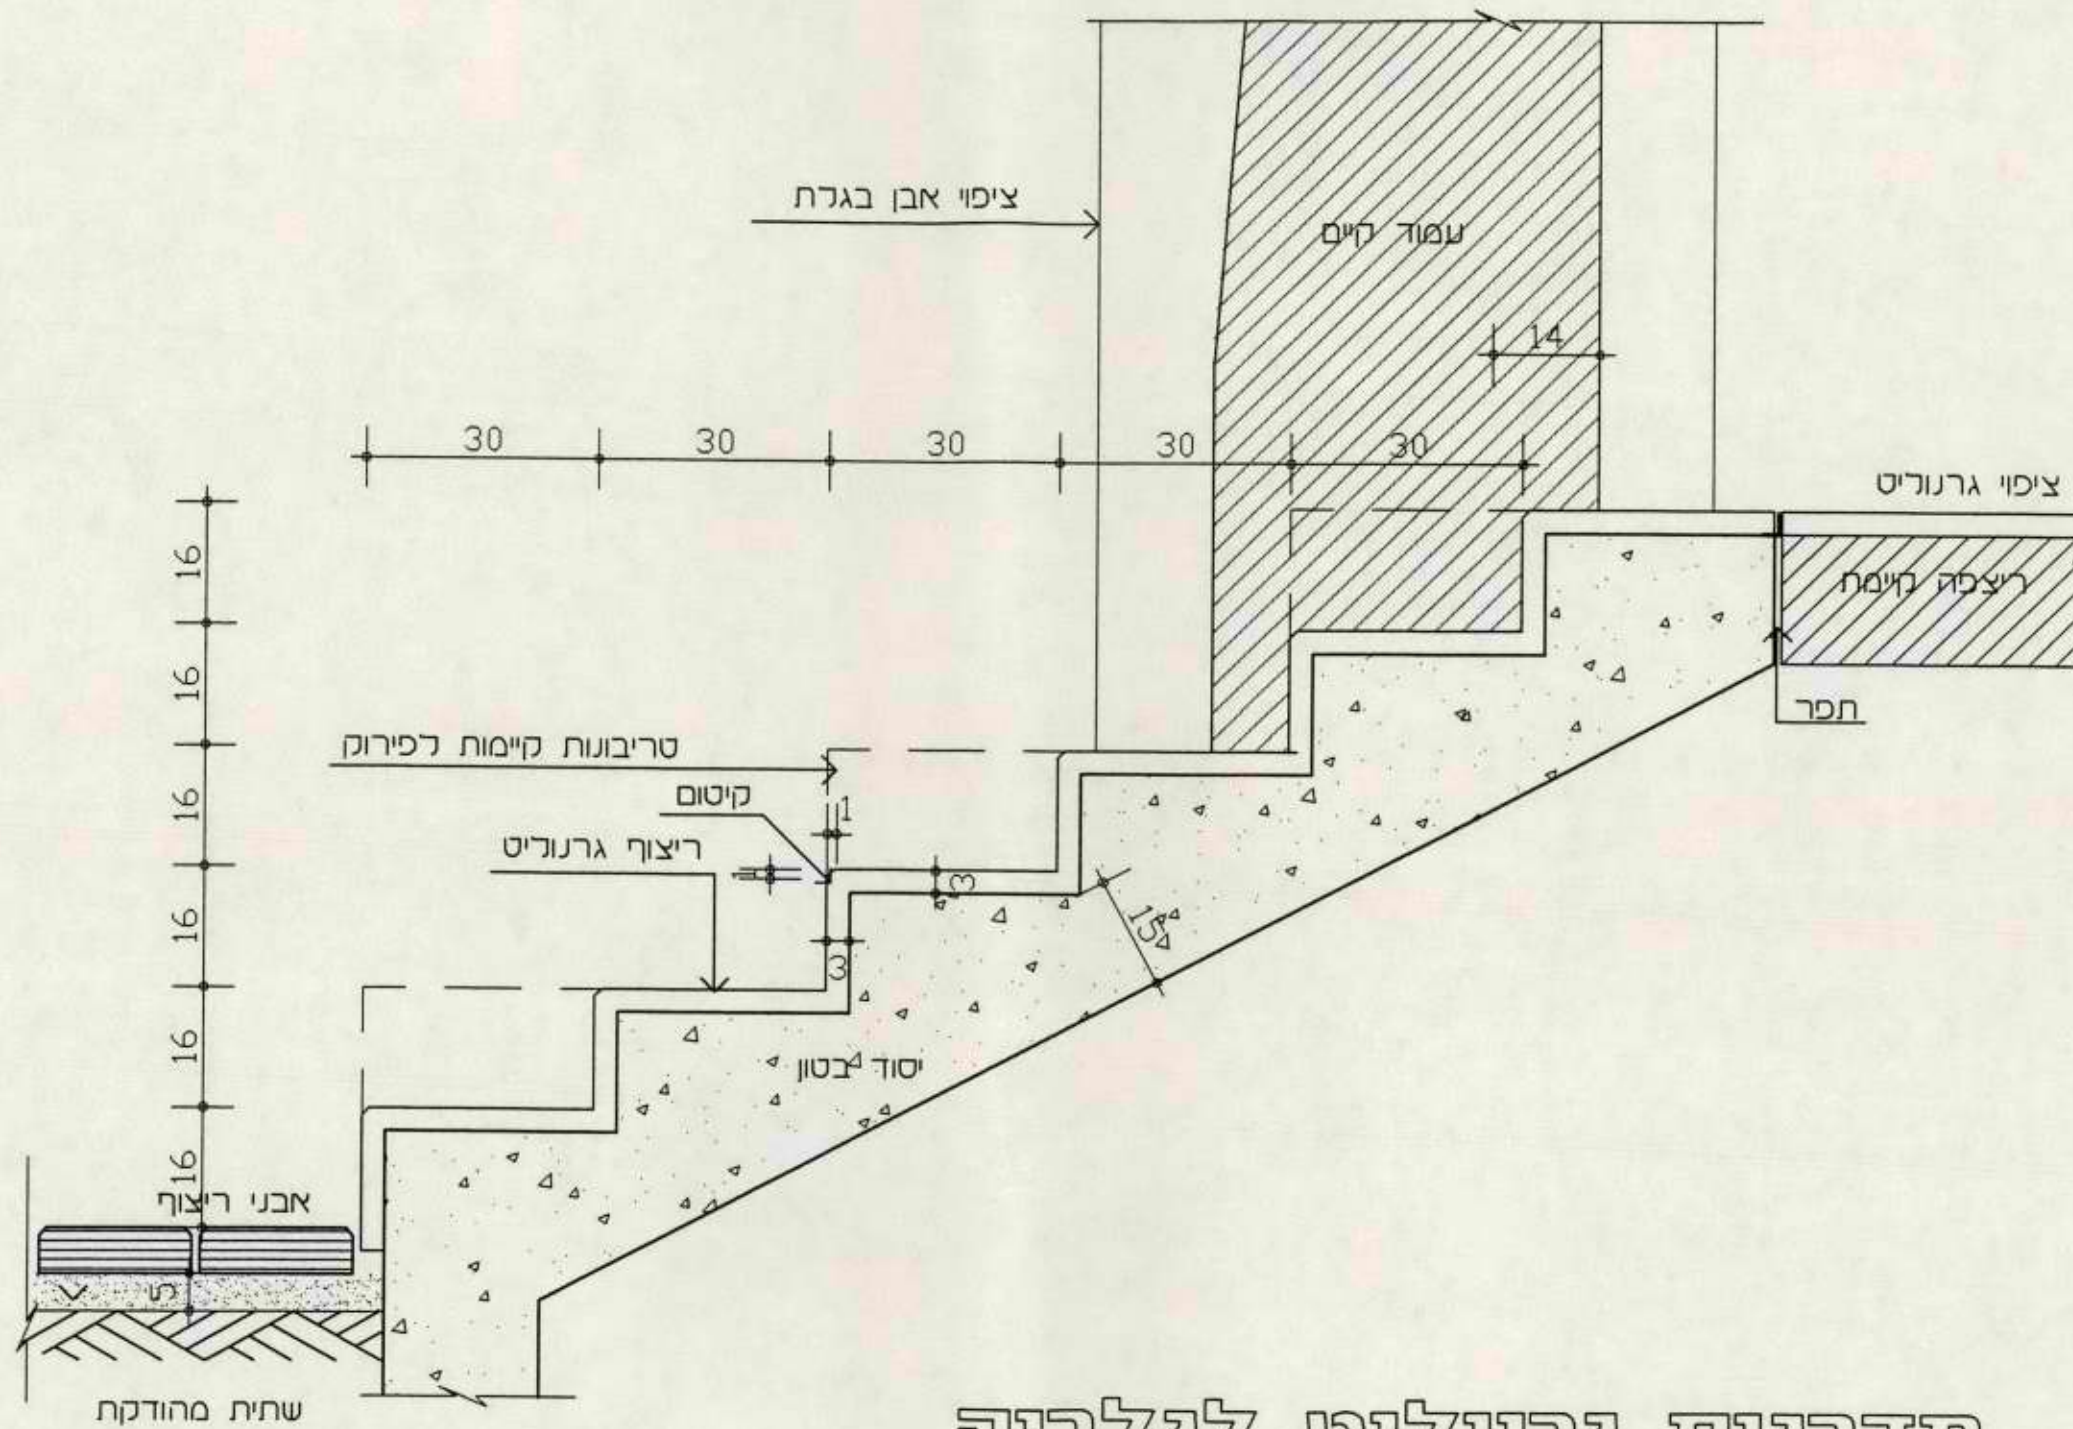 ציפוי אבן בגלת
עמוד קיים
14
30 30 30 30 30
ציפוי גרנוליט
ריצפה קיימת
תפר
16
16
16
16
16
16
טריבונות קיימות לפירוק
קיטום
1
ריצוף גרנוליט
1
3
3
15
יסוד בטון
אבני ריצוף
5
שתית מהודקת